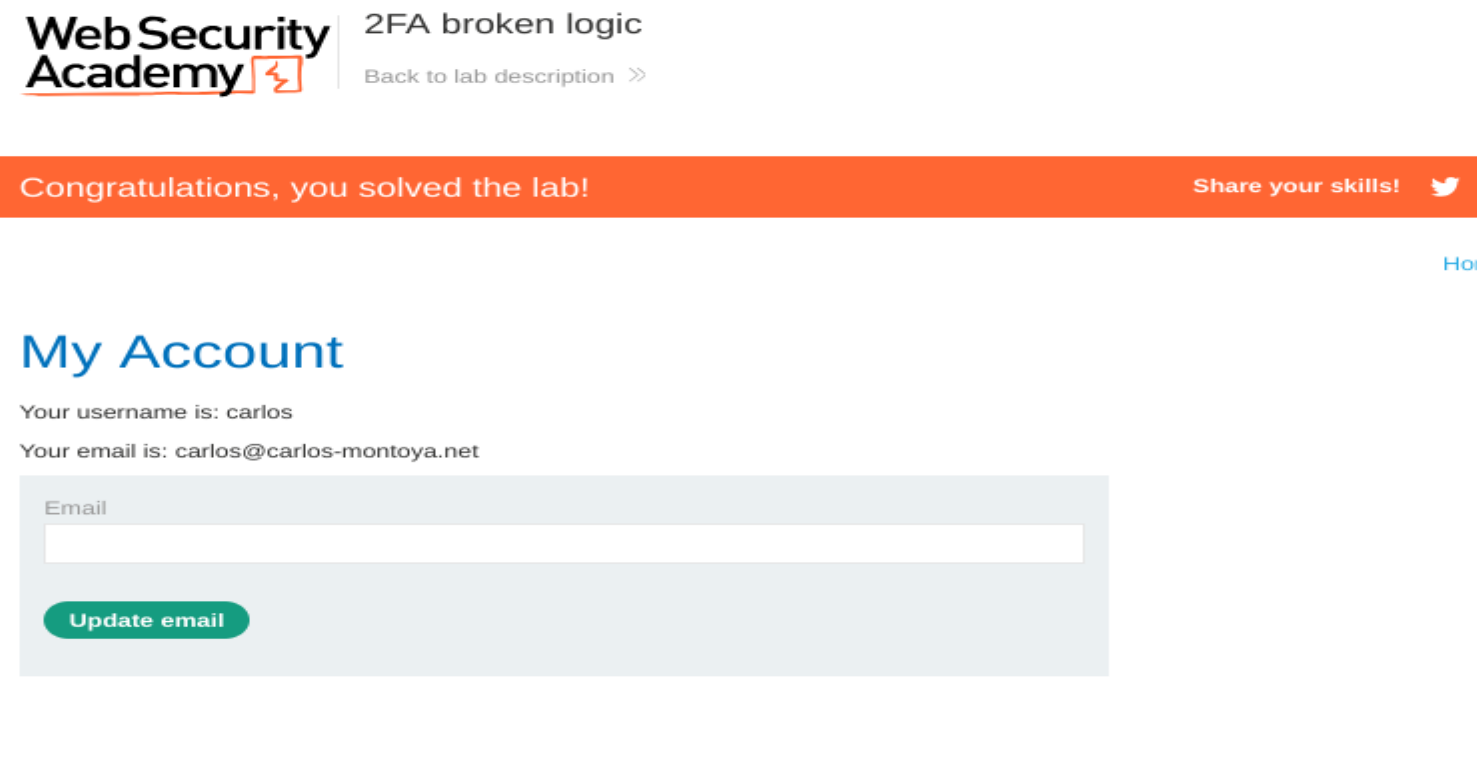 Web Security
Academy
2FA broken logic
Back to lab description
Congratulations, you solved the lab!
Share your skills!
My Account
Your username is: carlos
Your email is: carlos@carlos-montoya.net
Email
Update email